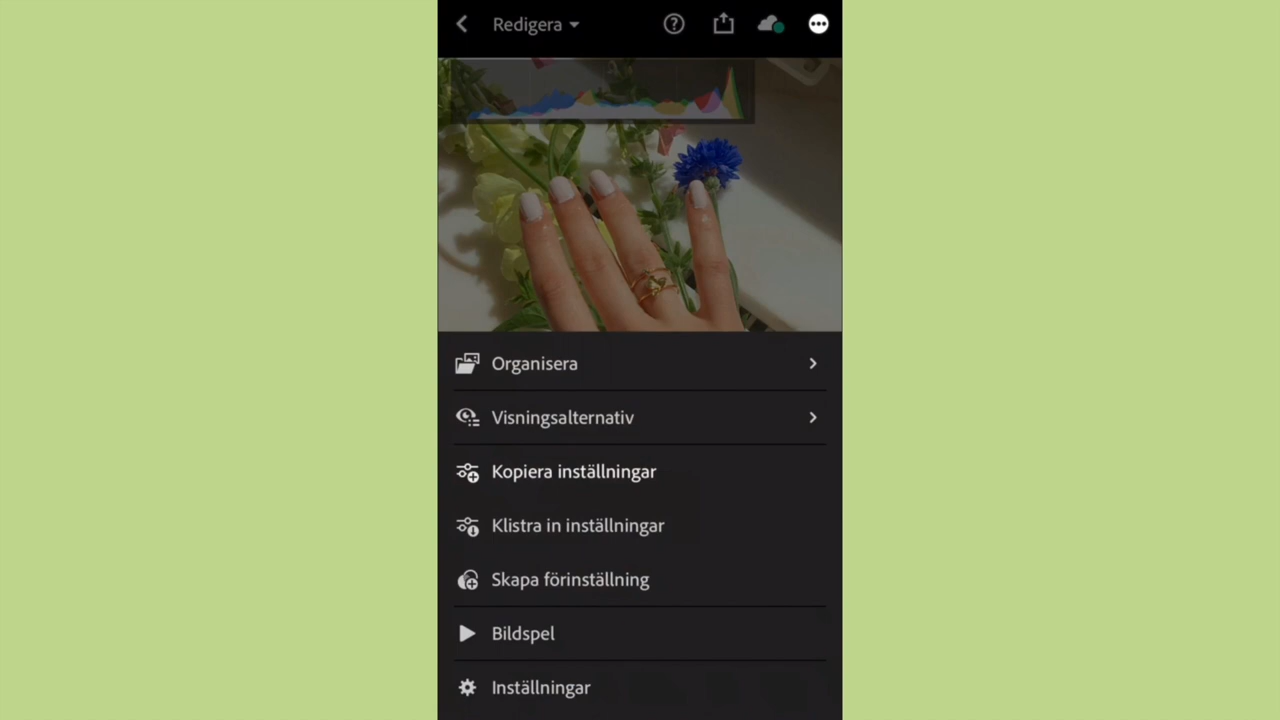 Redigera
Organisera
Visningsalternativ
Kopiera inställningar
Klistra in inställningar
Skapa förinställning
Bildspel
Inställningar